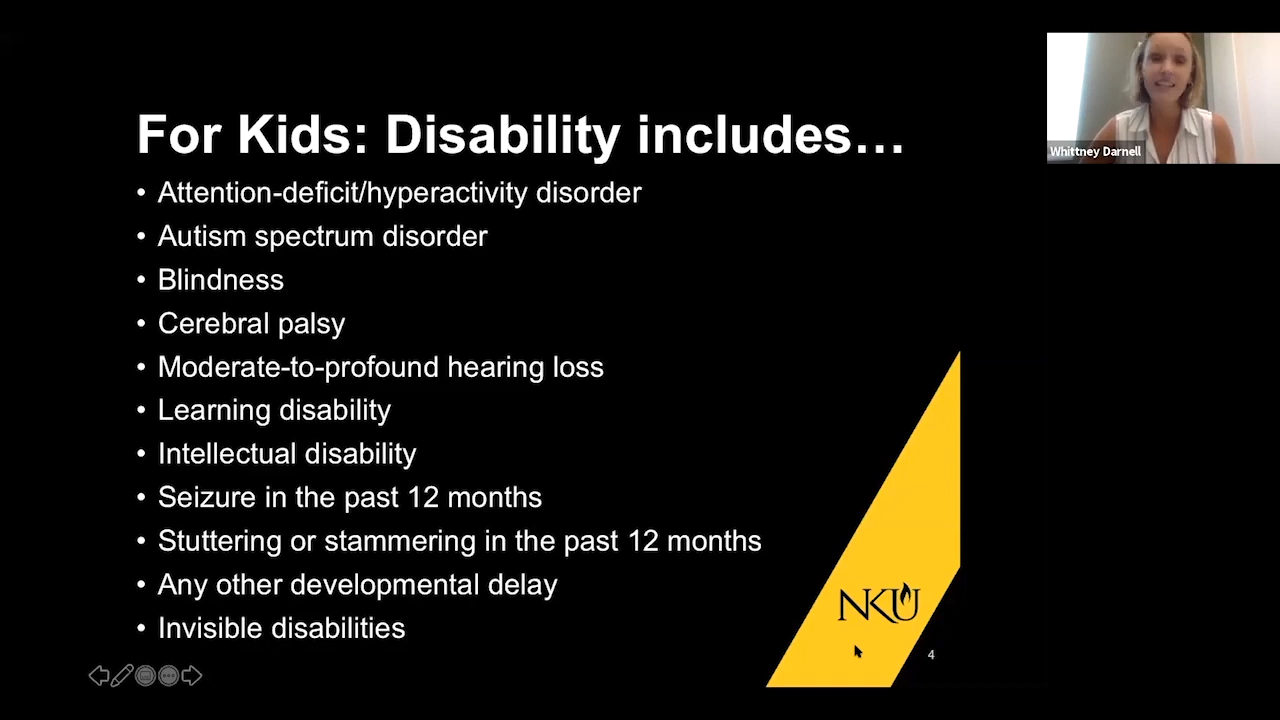 For Kids: Disability includes…
• Attention-deficit/hyperactivity disorder
• Autism spectrum disorder
• Blindness
• Cerebral palsy
• Moderate-to-profound hearing loss
• Learning disability
• Intellectual disability
• Seizure in the past 12 months
• Stuttering or stammering in the past 12 months
• Any other developmental delay
• Invisible disabilities
NKU
4
Whittney Darnell